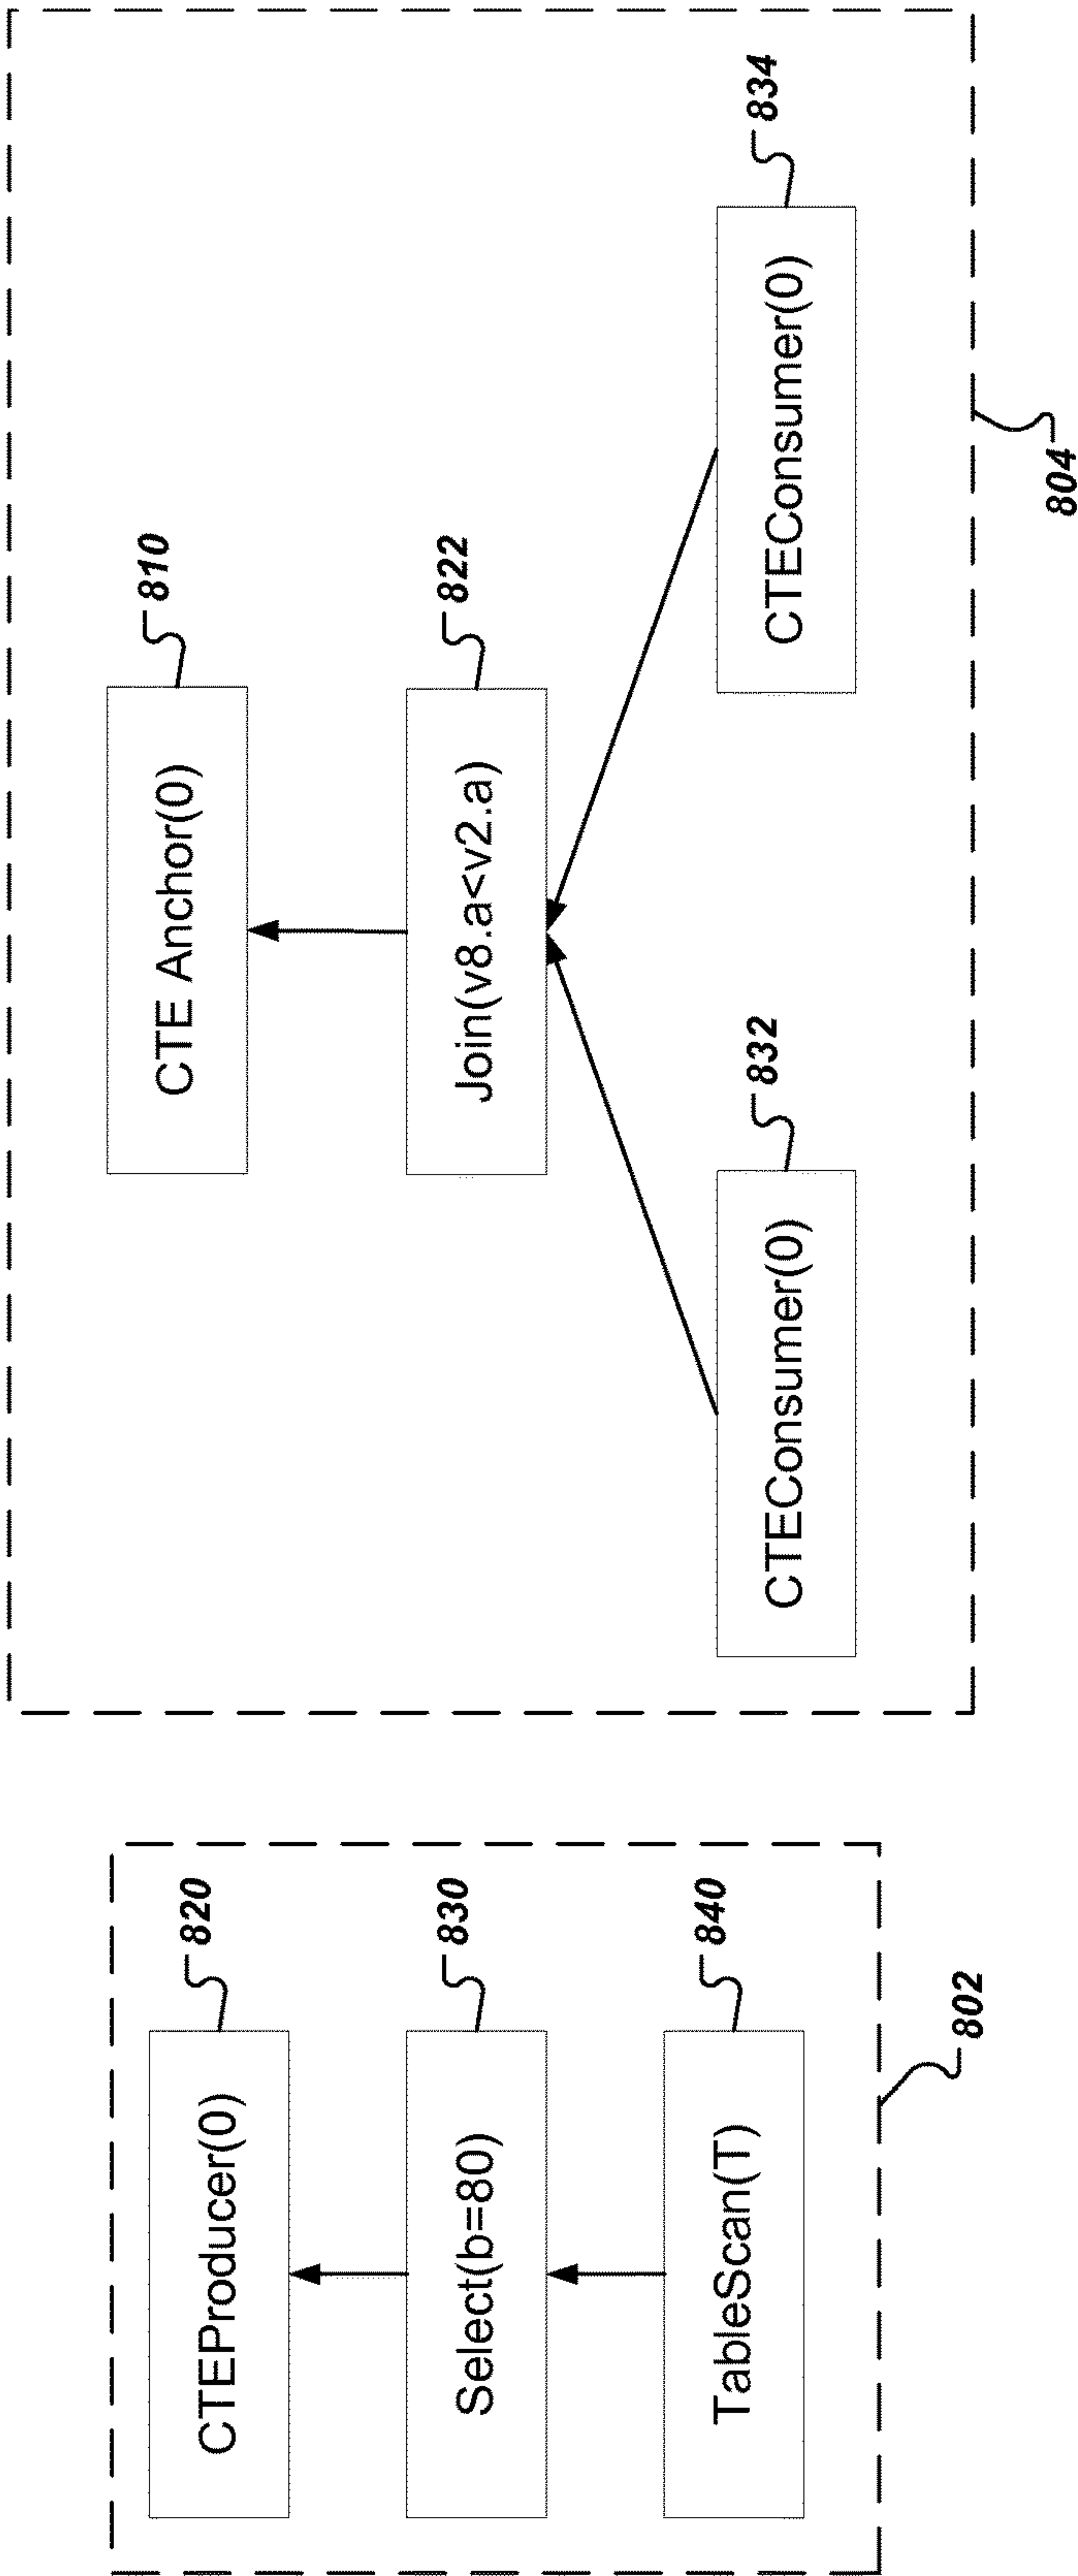 CTEProducer(0)
820
Select(b=80)
830
TableScan(T)
840
802
CTE Anchor(0)
810
Join(v8.a<v2.a)
822
CTEConsumer(0)
832
CTEConsumer(0)
834
804